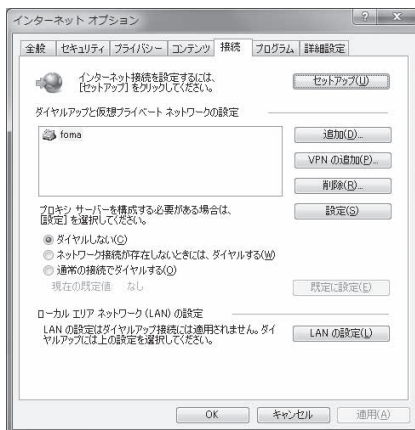 インターネット オプション
全般 セキュリティ プライバシー コンテンツ 接続 プログラム 詳細設定
インターネット接続を設定するには、
[セットアップ] をクリックしてください。
セットアップ(U)
ダイヤルアップと仮想プライベート ネットワークの設定
foma
追加(D)...
VPN の追加(P)...
削除(R)...
プロキシ サーバーを構成する必要がある場合は、
[設定] を選択してください。
設定(S)
ダイヤルしない(C)
ネットワーク接続が存在しないときには、ダイヤルする(W)
通常の接続でダイヤルする(O)
現在の既定値: なし
既定に設定(E)
ローカル エリア ネットワーク (LAN) の設定
LAN の設定はダイヤルアップ接続には適用されません。ダイ
ヤルアップには上の設定を選択してください。
LAN の設定(L)
OK キャンセル 適用(A)